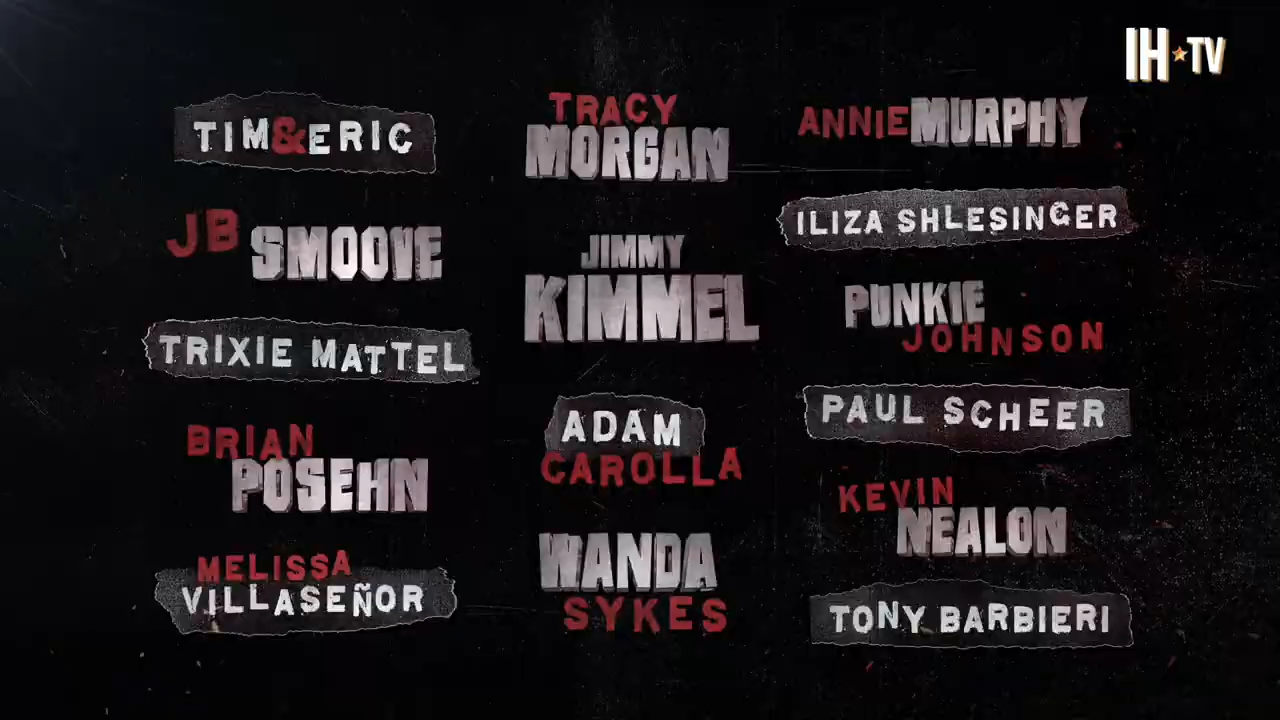 IH★TV
TIM&ERIC
JB SMOOVE
TRIXIE MATTEL
BRIAN
POSEHN
MELISSA
VILLASEÑOR
TRACY
MORGAN
JIMMY
KIMMEL
ADAM
CAROLLA
WANDA
SYKES
ANNIE MURPHY
ILIZA SHLESINGER
PUNKIE
JOHNSON
PAUL SCHEER
KEVIN
NEALON
TONY BARBIERI